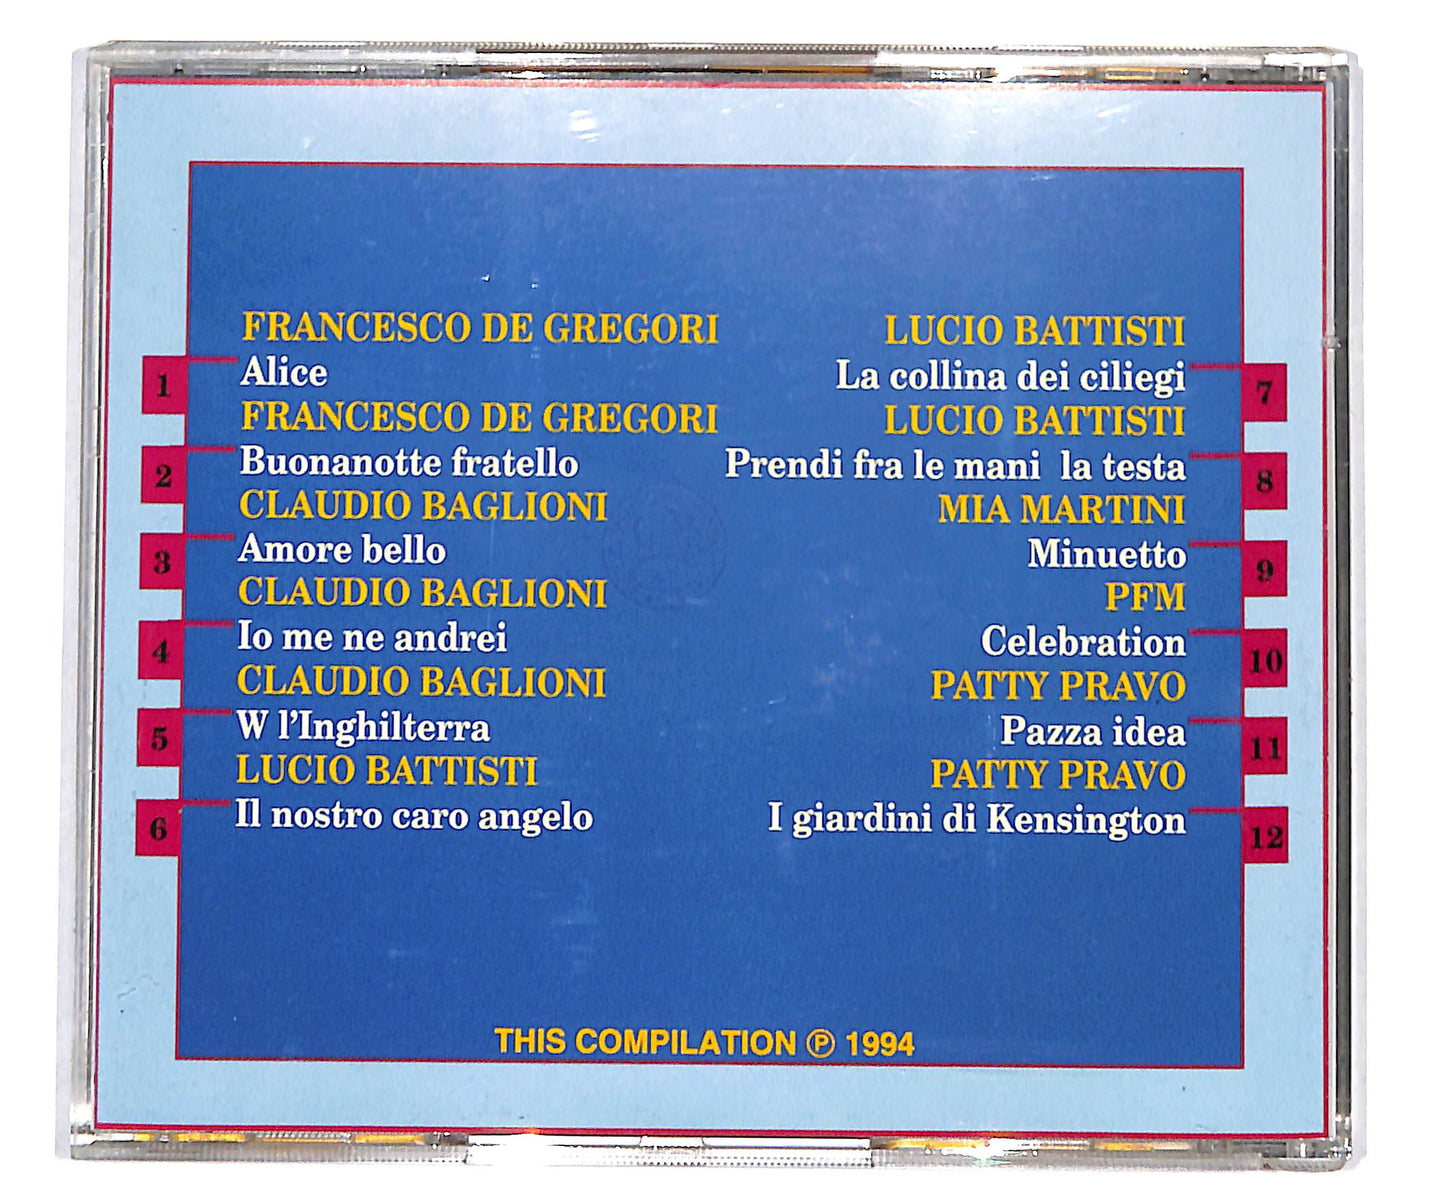 FRANCESCO DE GREGORI
1 Alice
FRANCESCO DE GREGORI
2 Buonanotte fratello
CLAUDIO BAGLIONI
3 Amore bello
CLAUDIO BAGLIONI
4 Io me ne andrei
CLAUDIO BAGLIONI
5 W l'Inghilterra
LUCIO BATTISTI
6 Il nostro caro angelo
LUCIO BATTISTI
La collina dei ciliegi 7
LUCIO BATTISTI
Prendi fra le mani la testa 8
MIA MARTINI
Minuetto 9
PFM
Celebration 10
PATTY PRAVO
Pazza idea 11
PATTY PRAVO
I giardini di Kensington 12
THIS COMPILATION ℗ 1994